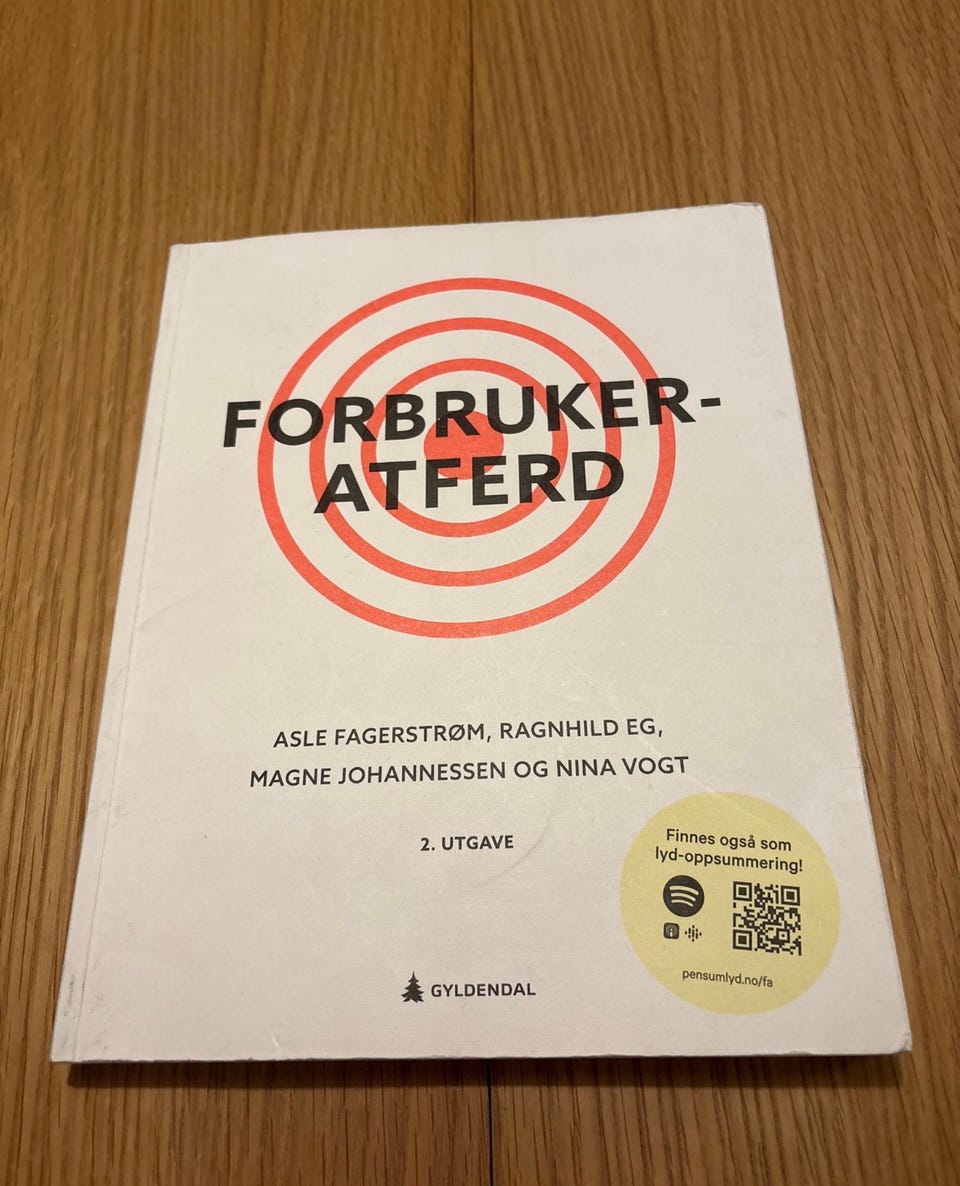 FORBRUKER-
ATFERD
ASLE FAGERSTRØM, RAGNHILD EG,
MAGNE JOHANNESSEN OG NINA VOGT
2. UTGAVE
Finnes også som
lyd-oppsummering!
pensumlyd.no/fa
GYLDENDAL